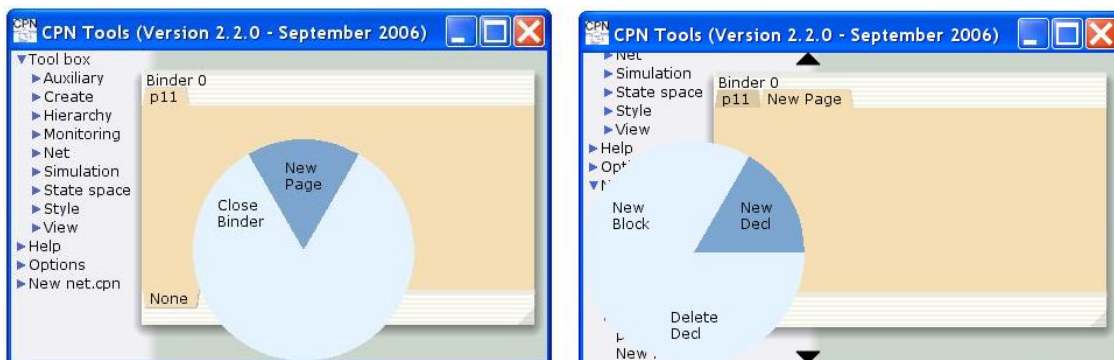 CPN Tools (Version 2.2.0 - September 2006)
Tool box
Auxiliary
Create
Hierarchy
Monitoring
Net
Simulation
State space
Style
View
Help
Options
New net.cpn
Binder 0
p11
New
Page
Close
Binder
None
CPN Tools (Version 2.2.0 - September 2006)
Net
Simulation
State space
Style
View
Help
Binder 0
p11 New Page
New
Block
New
Decl
Delete
Decl
New